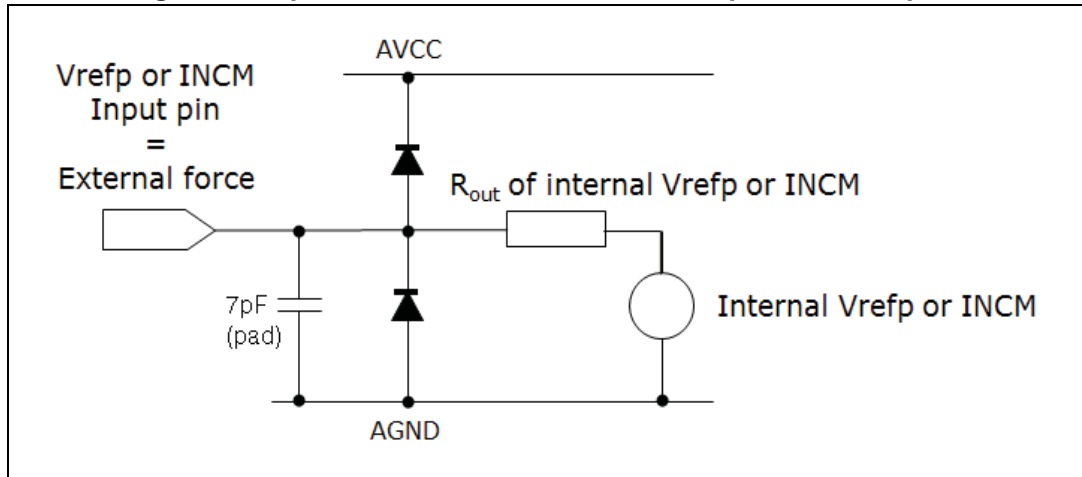 AVCC
Vrefp or INCM
Input pin
=
External force
R_out of internal Vrefp or INCM
7pF
(pad)
Internal Vrefp or INCM
AGND